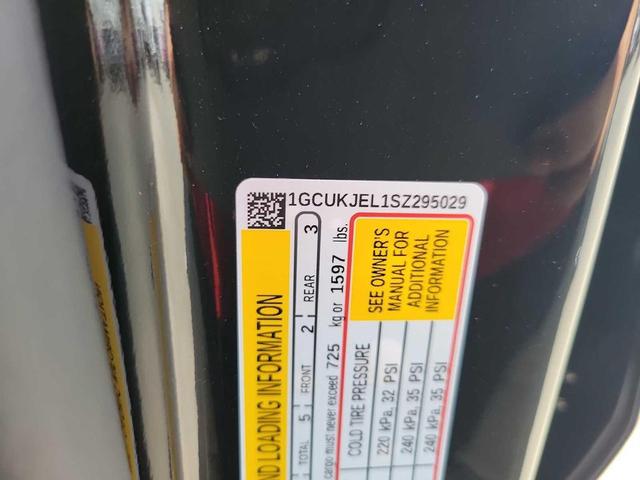 1GCUKJEL1SZ295029
ND LOADING INFORMATION
TOTAL 5 FRONT 2 REAR 3
cargo must never exceed 725 kg or 1597 lbs.
COLD TIRE PRESSURE
220 kPa, 32 PSI
240 kPa, 35 PSI
240 kPa, 35 PSI
SEE OWNER'S
MANUAL FOR
ADDITIONAL
INFORMATION